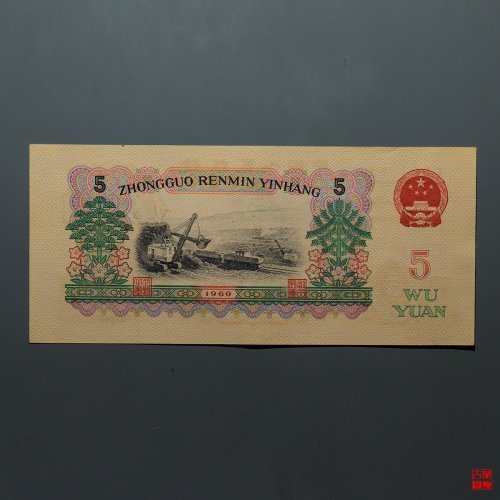 5 ZHONGGUO RENMIN YINHANG 5
5
WU
YUAN
1960